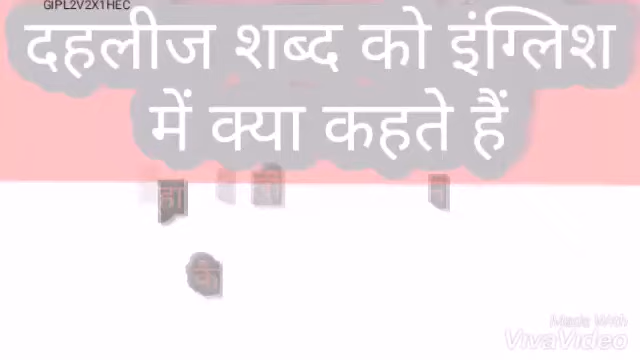 GIPL2V2X1HEC
दहलीज शब्द को इंग्लिश
में क्या कहते हैं
हा
के
Made With
VivaVideo